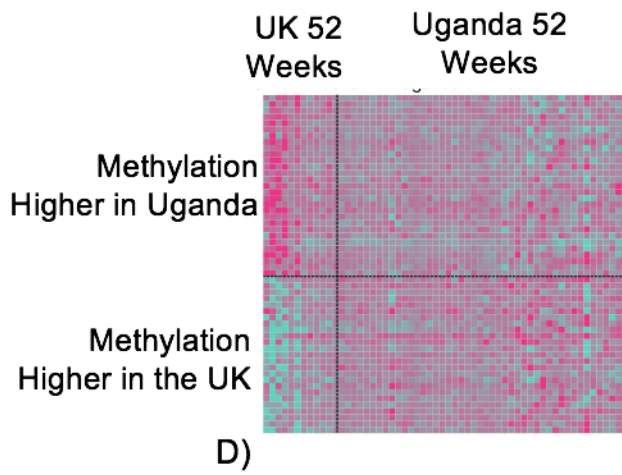 UK 52
Weeks
Uganda 52
Weeks
Methylation
Higher in Uganda
Methylation
Higher in the UK
D)